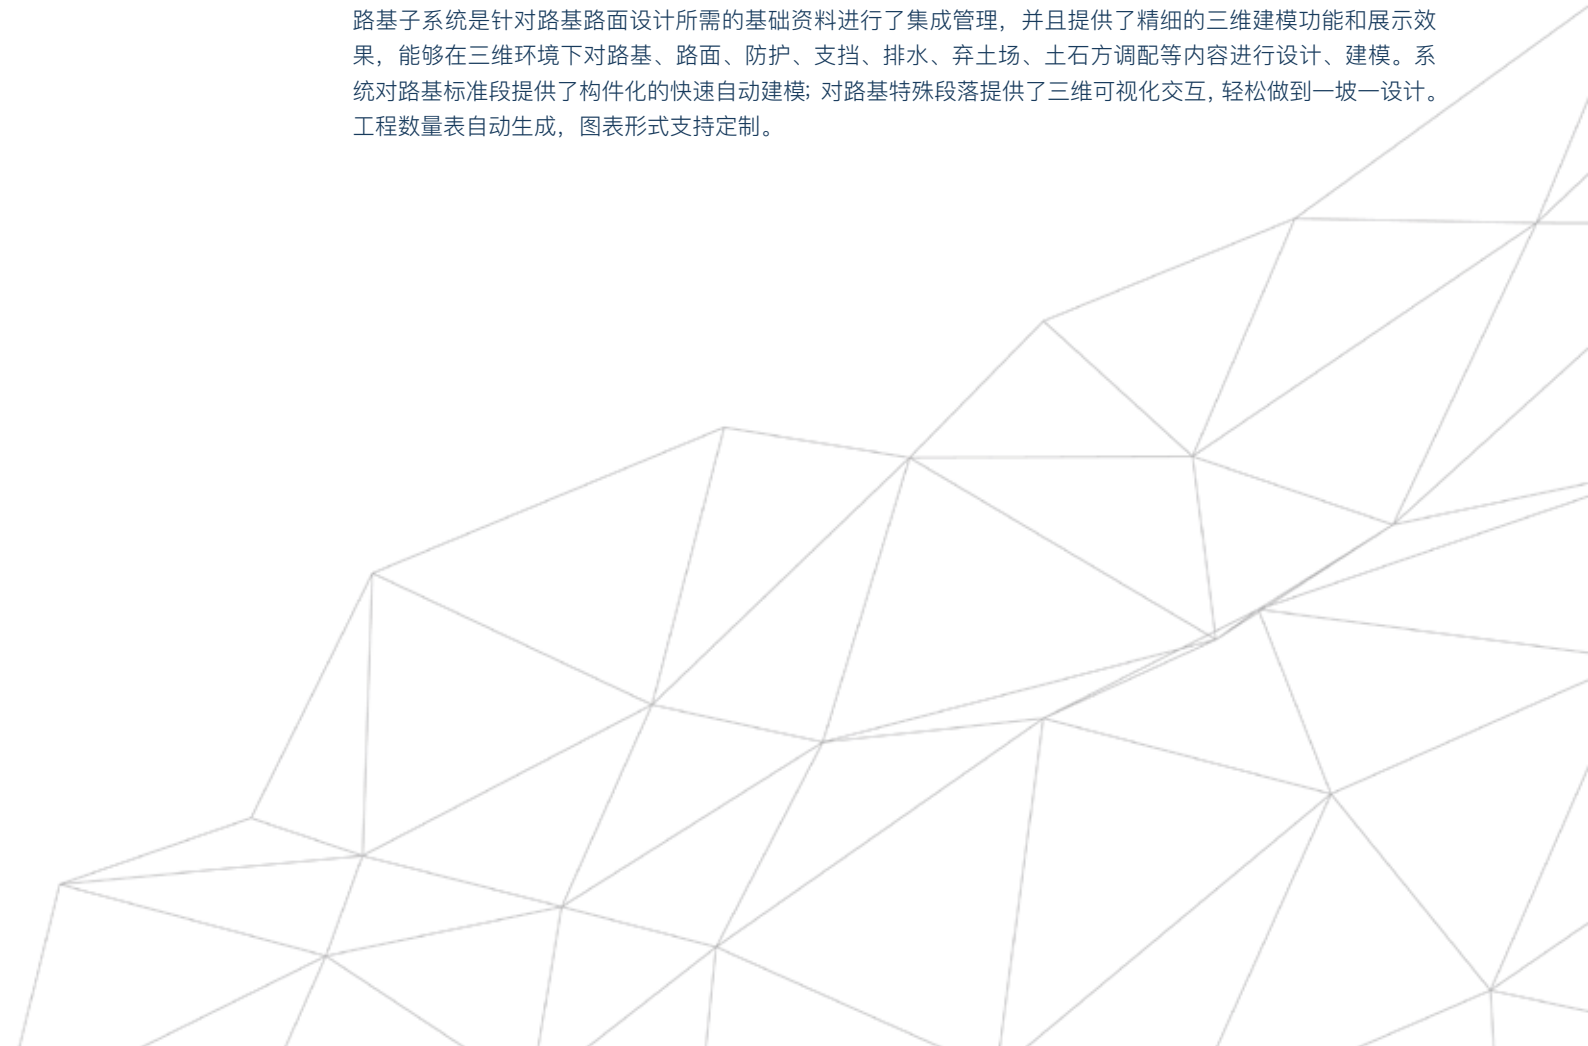 路基子系统是针对路基路面设计所需的基础资料进行了集成管理，并且提供了精细的三维建模功能和展示效
果，能够在三维环境下对路基、路面、防护、支挡、排水、弃土场、土石方调配等内容进行设计、建模。系
统对路基标准段提供了构件化的快速自动建模; 对路基特殊段落提供了三维可视化交互, 轻松做到一坡一设计。
工程数量表自动生成，图表形式支持定制。